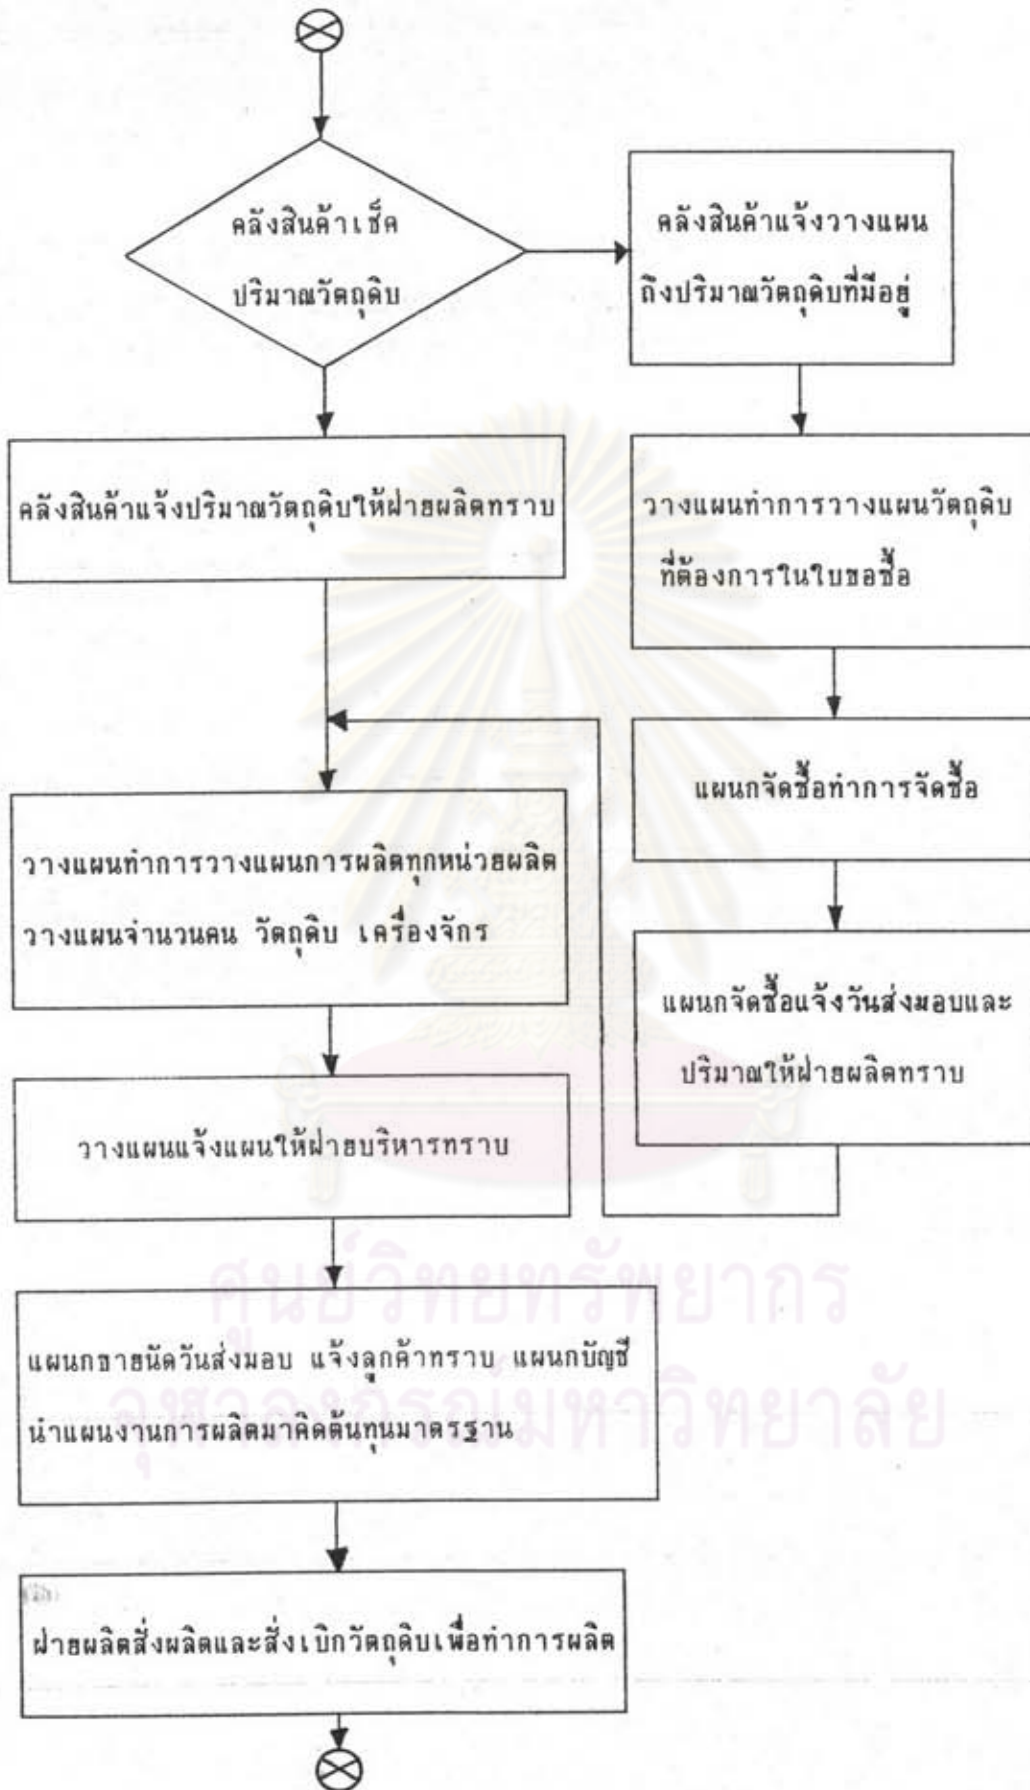 คลังสินค้าเช็ค
ปริมาณวัตถุดิบ
คลังสินค้าแจ้งวางแผน
ถึงปริมาณวัตถุดิบที่มีอยู่
คลังสินค้าแจ้งปริมาณวัตถุดิบให้ฝ่ายผลิตทราบ
วางแผนทำการวางแผนวัตถุดิบ
ที่ต้องการในใบขอซื้อ
แผนกจัดซื้อทำการจัดซื้อ
วางแผนทำการวางแผนการผลิตทุกหน่วยผลิต
วางแผนจำนวนคน วัตถุดิบ เครื่องจักร
แผนกจัดซื้อแจ้งวันส่งมอบและ
ปริมาณให้ฝ่ายผลิตทราบ
วางแผนแจ้งแผนให้ฝ่ายบริหารทราบ
ศูนย์วิทยทรัพยากร
แผนกขายนัดวันส่งมอบ แจ้งลูกค้าทราบ แผนกบัญชี
จุฬาลงกรณ์มหาวิทยาลัย
นำแผนงานการผลิตมาคิดต้นทุนมาตรฐาน
ฝ่ายผลิตสั่งผลิตและสั่งเบิกวัตถุดิบเพื่อทำการผลิต